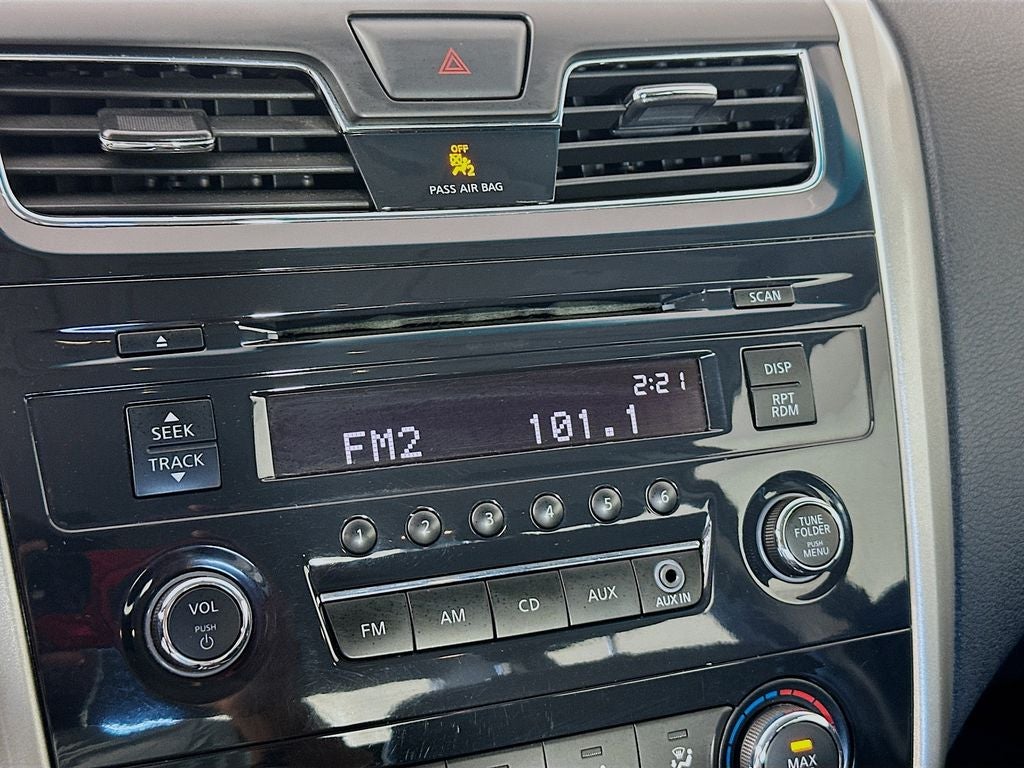 OFF
2
PASS AIR BAG
SCAN
SEEK
TRACK
2:21
FM2 101.1
DISP
RPT
RDM
1 2 3 4 5 6
TUNE
FOLDER
PUSH
MENU
VOL
PUSH
FM AM CD AUX AUX IN
MAX